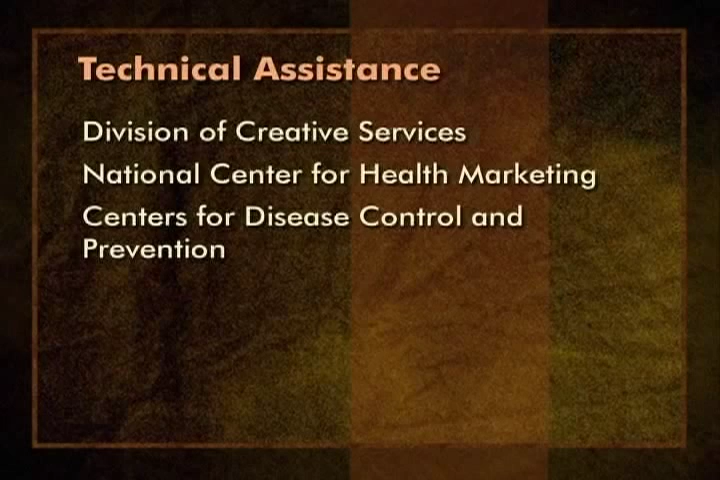 Technical Assistance
Division of Creative Services
National Center for Health Marketing
Centers for Disease Control and
Prevention